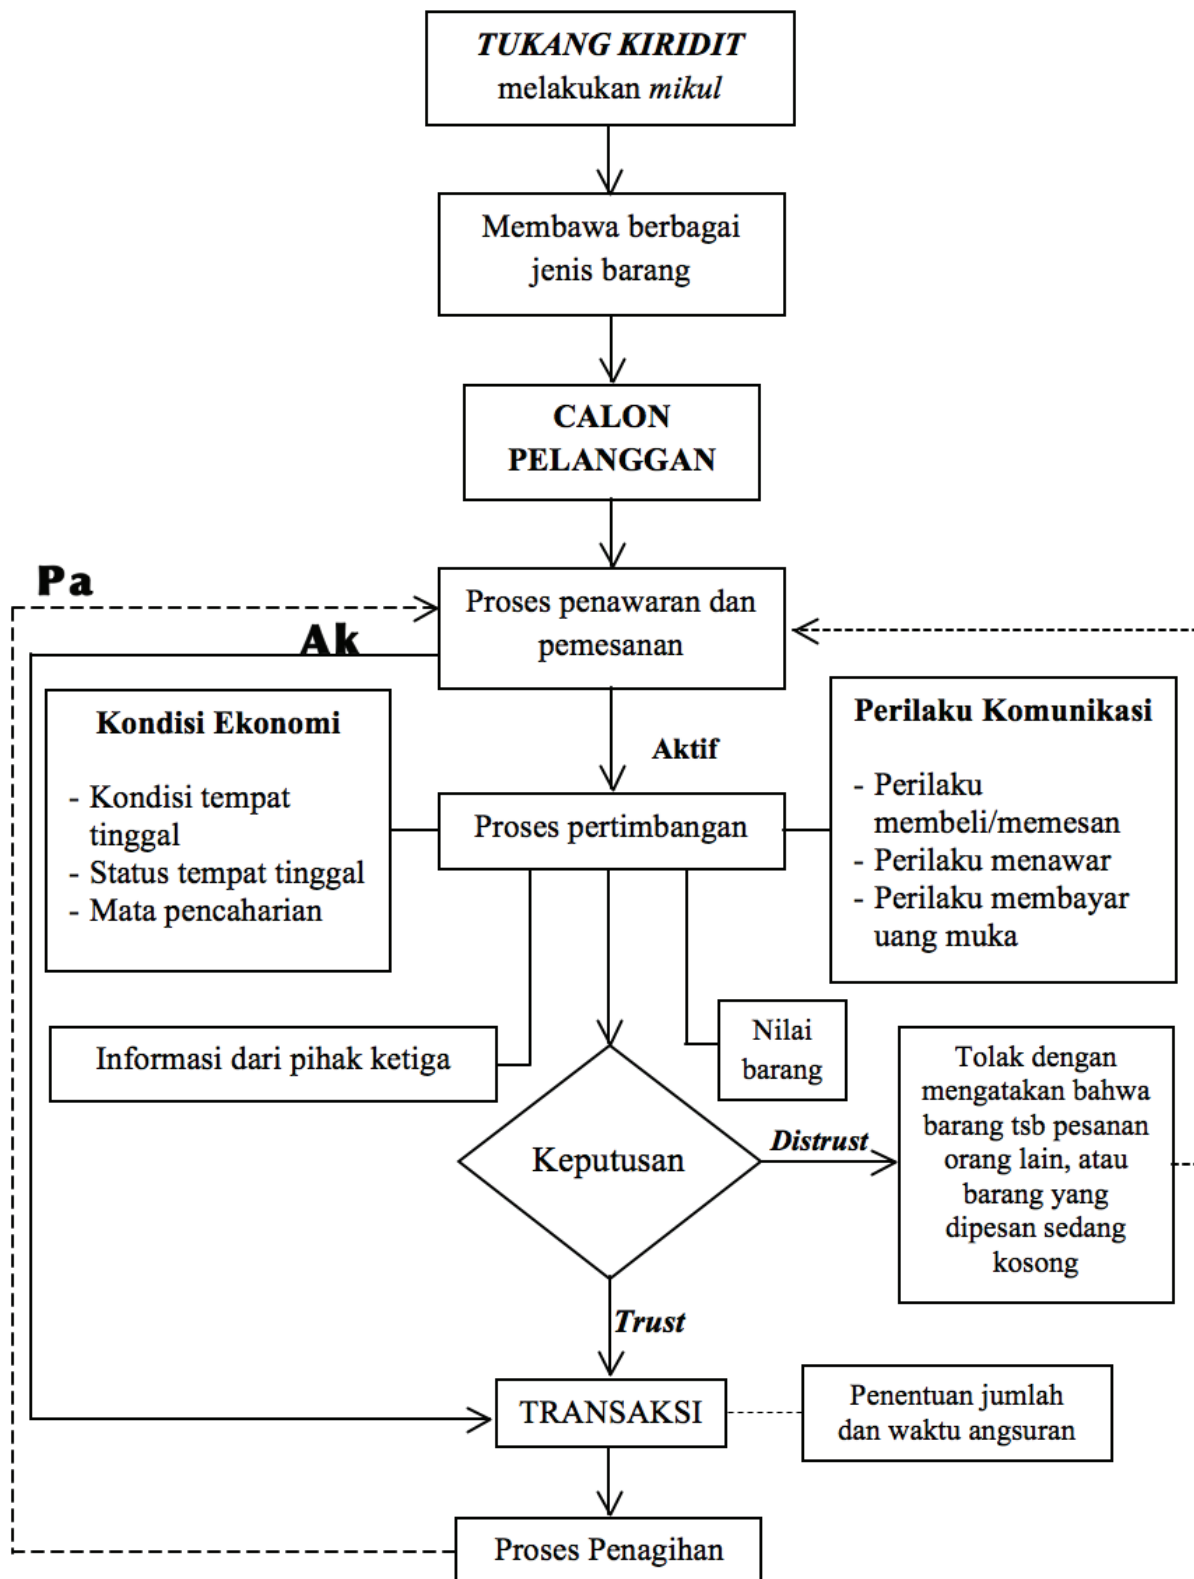 TUKANG KIRIDIT
melakukan mikul
Membawa berbagai
jenis barang
CALON
PELANGGAN
Pa
Proses penawaran dan
pemesanan
Ak
Kondisi Ekonomi
- Kondisi tempat
tinggal
- Status tempat tinggal
- Mata pencaharian
Aktif
Proses pertimbangan
Perilaku Komunikasi
- Perilaku
membeli/memesan
- Perilaku menawar
- Perilaku membayar
uang muka
Informasi dari pihak ketiga
Nilai
barang
Keputusan
Distrust
Tolak dengan
mengatakan bahwa
barang tsb pesanan
orang lain, atau
barang yang
dipesan sedang
kosong
Trust
TRANSAKSI
Penentuan jumlah
dan waktu angsuran
Proses Penagihan